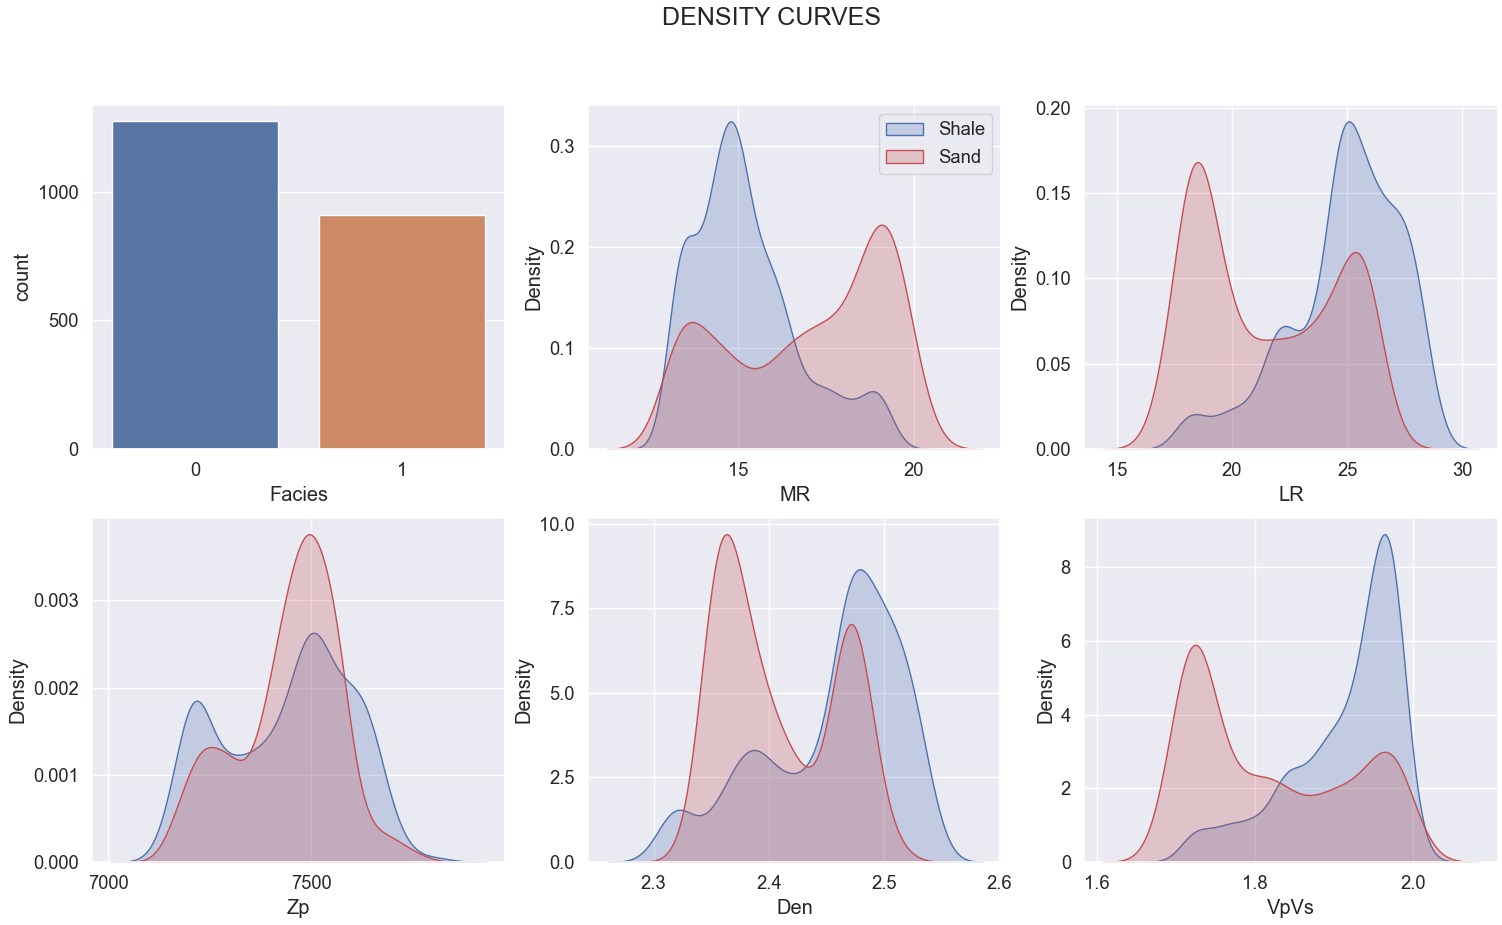 DENSITY CURVES
count
1000
500
0
0 1
Facies
Density
0.3
0.2
0.1
0.0
15 20
MR
Shale
Sand
Density
0.20
0.15
0.10
0.05
0.00
15 20 25 30
LR
Density
0.003
0.002
0.001
0.000
7000 7500
Zp
Density
10.0
7.5
5.0
2.5
0.0
2.3 2.4 2.5 2.6
Den
Density
8
6
4
2
0
1.6 1.8 2.0
VpVs